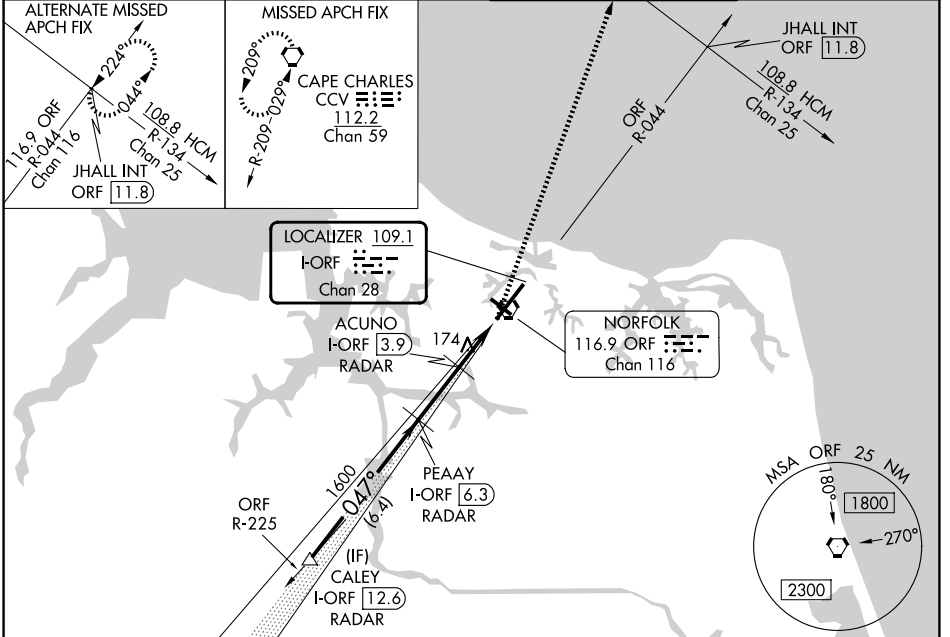 ALTERNATE MISSED
APCH FIX
224°
044°
116.9 ORF
R-044
Chan 116
108.8 HCM
R-134
Chan 25
JHALL INT
ORF 11.8
MISSED APCH FIX
209°
CAPE CHARLES
CCV
112.2
Chan 59
R-209
029°
JHALL INT
ORF 11.8
108.8 HCM
R-134
Chan 25
ORF
R-044
LOCALIZER 109.1
I-ORF
Chan 28
ACUNO
I-ORF 3.9
RADAR
174
NORFOLK
116.9 ORF
Chan 116
PEAAY
I-ORF 6.3
RADAR
1600
047°
(6.4)
ORF
R-225
(IF)
CALEY
I-ORF 12.6
RADAR
MSA ORF 25 NM
180°
1800
270°
2300